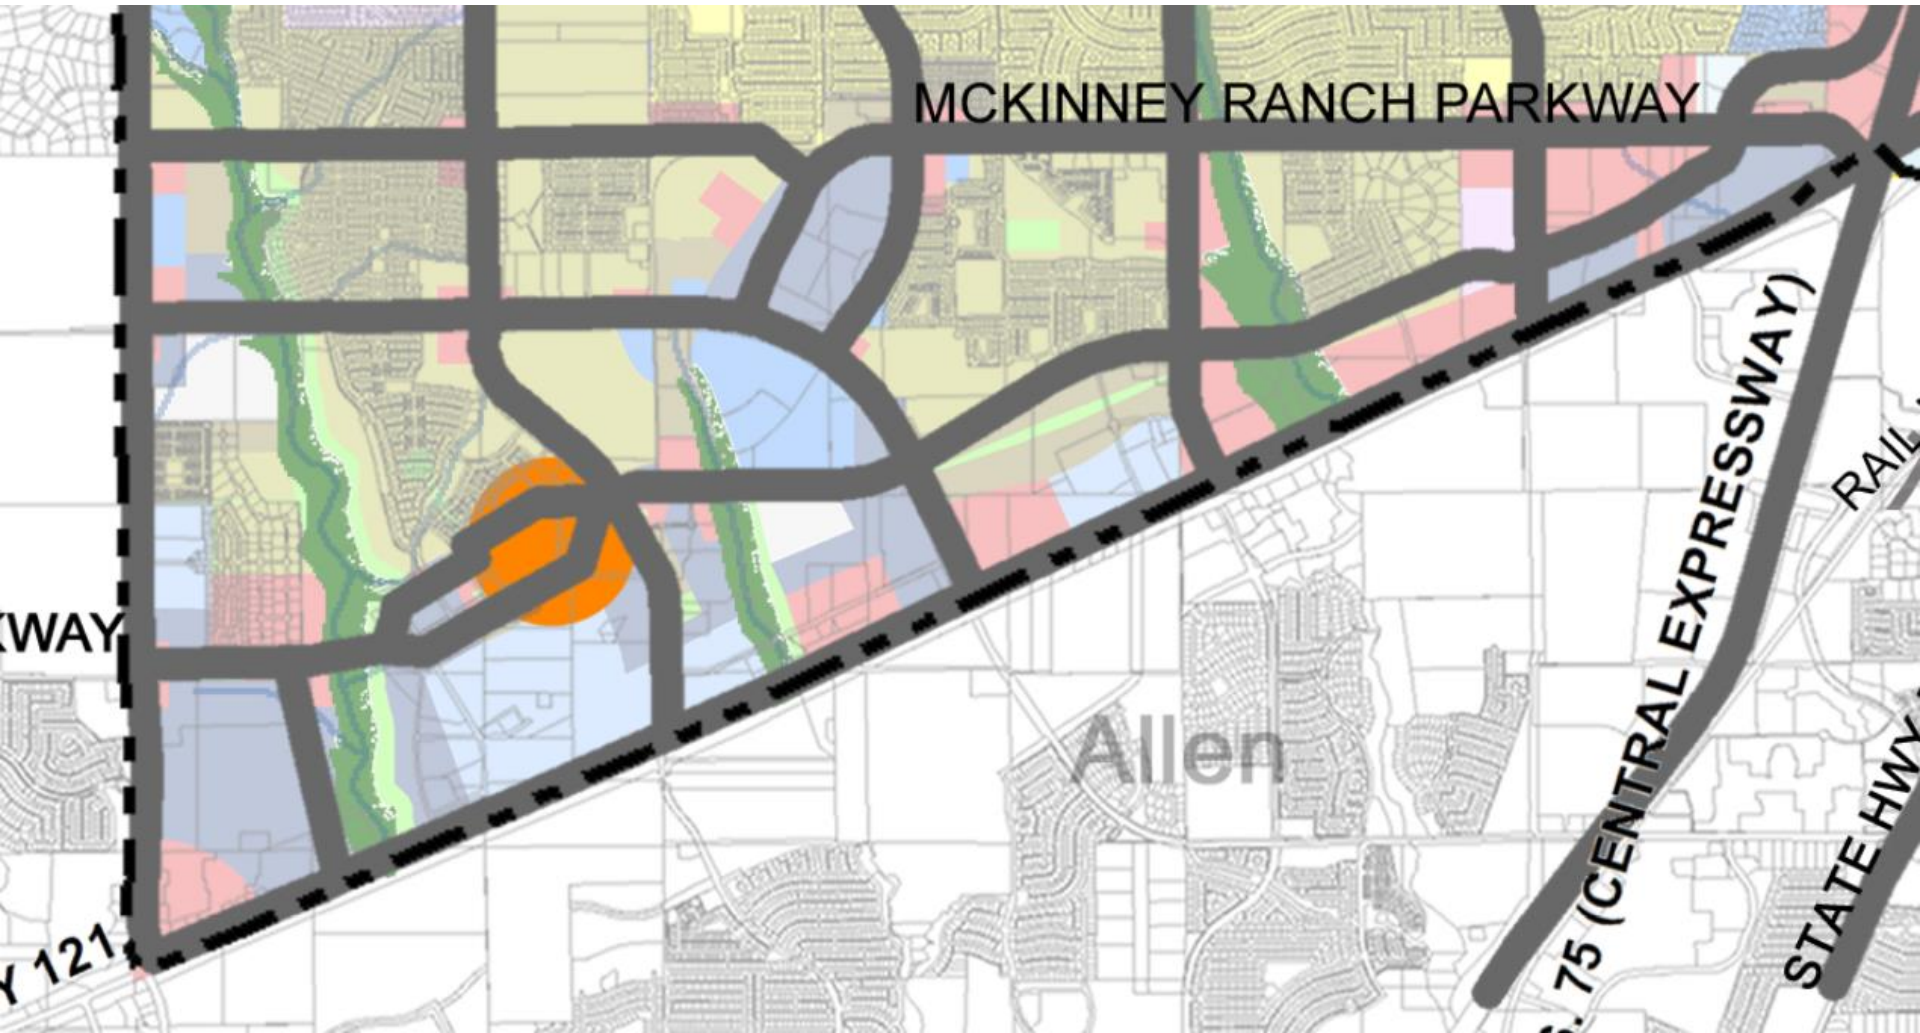 MCKINNEY RANCH PARKWAY
KWAY
Y 121
Allen
S. 75 (CENTRAL EXPRESSWAY)
RAIL
STATE HWY